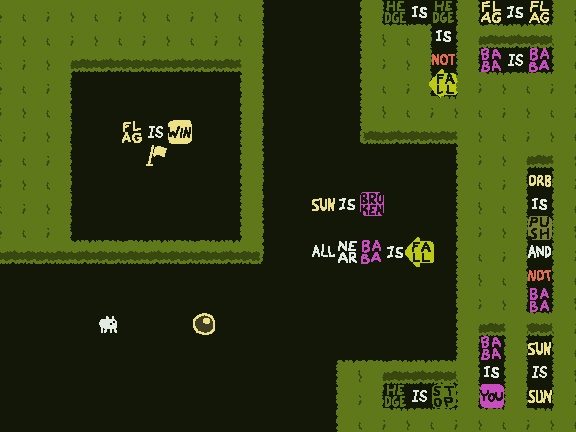 HEDGE IS HEDGE
IS
NOT
FALL
FLAG IS FLAG
BABA IS BABA
FLAG IS WIN
SUN IS BROKEN
ALL NEAR BABA IS FALL
ORB
IS
PUSH
AND
NOT
BABA
HEDGE IS STOP
BABA
IS
YOU
SUN
IS
SUN